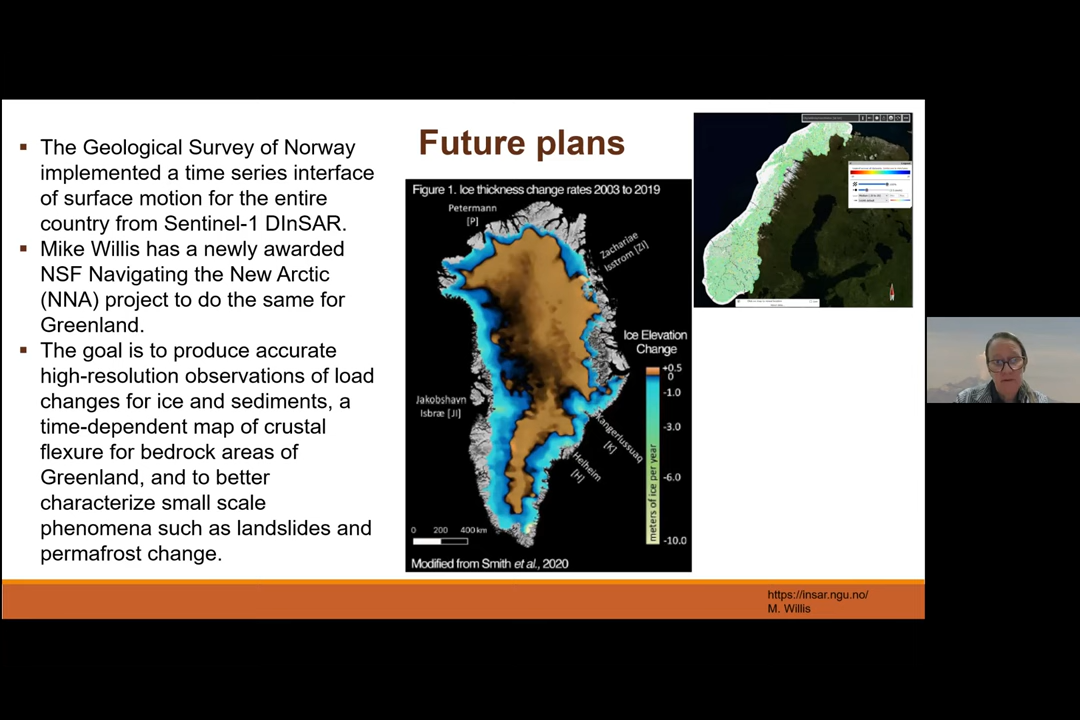 Future plans
▪ The Geological Survey of Norway
implemented a time series interface
of surface motion for the entire
country from Sentinel-1 DInSAR.
▪ Mike Willis has a newly awarded
NSF Navigating the New Arctic
(NNA) project to do the same for
Greenland.
▪ The goal is to produce accurate
high-resolution observations of load
changes for ice and sediments, a
time-dependent map of crustal
flexure for bedrock areas of
Greenland, and to better
characterize small scale
phenomena such as landslides and
permafrost change.
Figure 1. Ice thickness change rates 2003 to 2019
Petermann
[P]
Zachariae
Isstrom [ZI]
Ice Elevation
Change
+0.5
0
-1.0
-3.0
-6.0
-10.0
meters of ice per year
Jakobshavn
Isbræ [JI]
Kangerlussuaq
[K]
Helheim
[H]
0 200 400 km
Modified from Smith et al., 2020
https://insar.ngu.no/
M. Willis